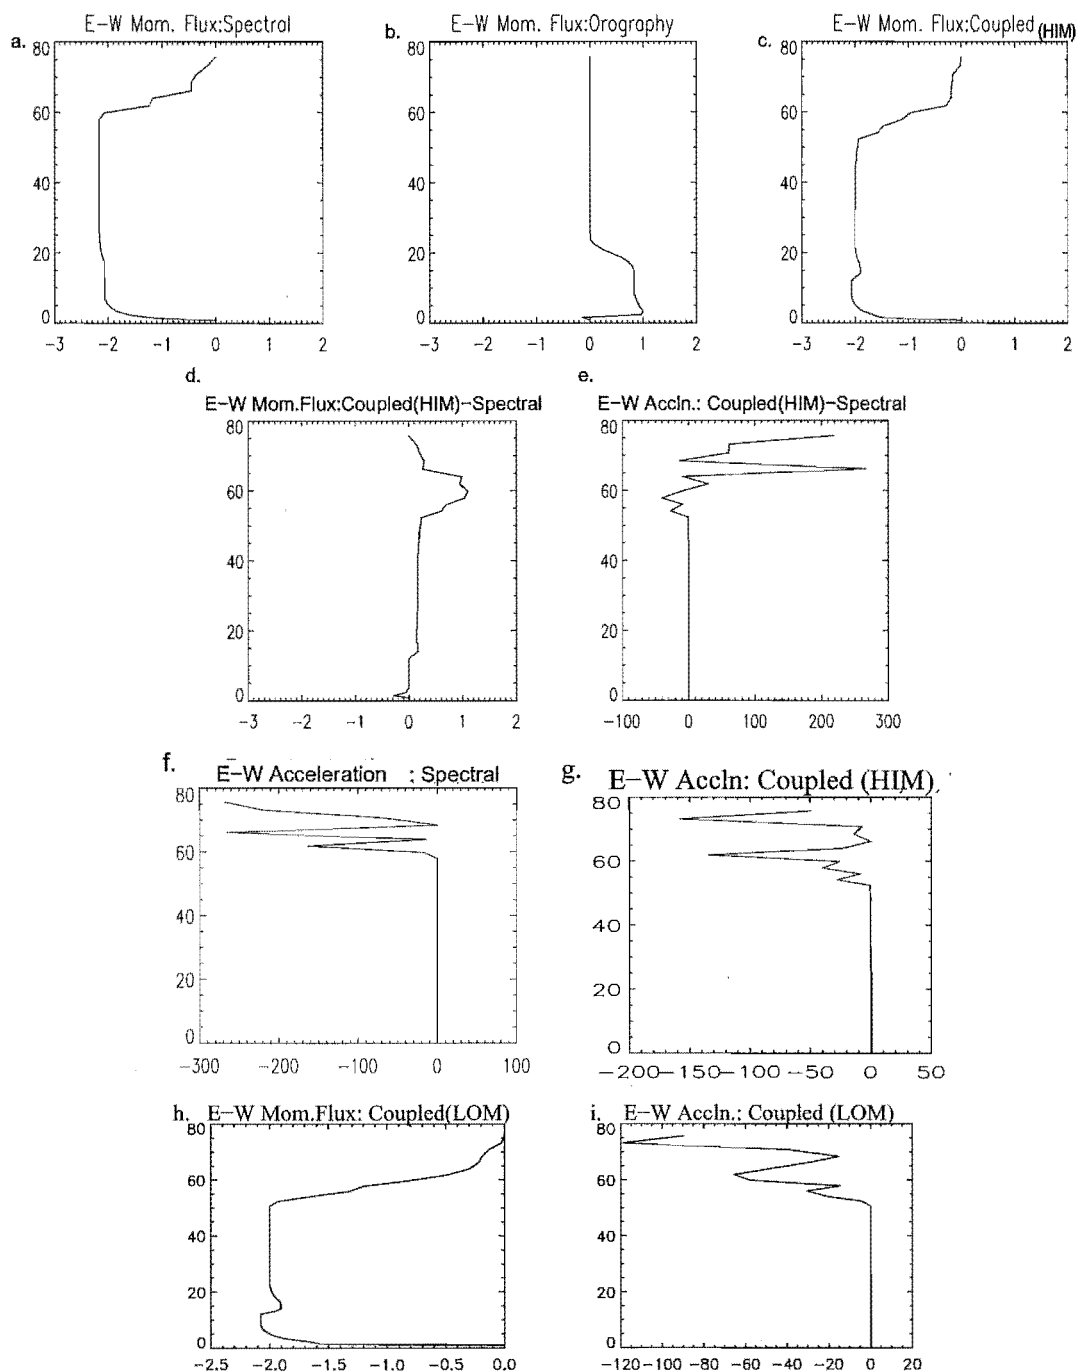 a. E-W Mom. Flux:Spectral
80
60
40
20
0
-3 -2 -1 0 1 2
b. E-W Mom. Flux:Orography
80
60
40
20
0
-3 -2 -1 0 1 2
c. E-W Mom. Flux:Coupled (HIM)
80
60
40
20
0
-3 -2 -1 0 1 2
d.
E-W Mom.Flux:Coupled(HIM)-Spectral
80
60
40
20
0
-3 -2 -1 0 1 2
e.
E-W Accln.: Coupled(HIM)-Spectral
80
60
40
20
0
-100 0 100 200 300
f.
E-W Acceleration : Spectral
80
60
40
20
0
-300 -200 -100 0 100
g. E-W Accln: Coupled (HIM)
80
60
40
20
0
-200-150-100-50 0 50
h. E-W Mom.Flux: Coupled(LOM)
80
60
40
20
0
-2.5 -2.0 -1.5 -1.0 -0.5 0.0
i. E-W Accln.: Coupled (LOM)
80
60
40
20
0
-120-100-80 -60 -40 -20 0 20